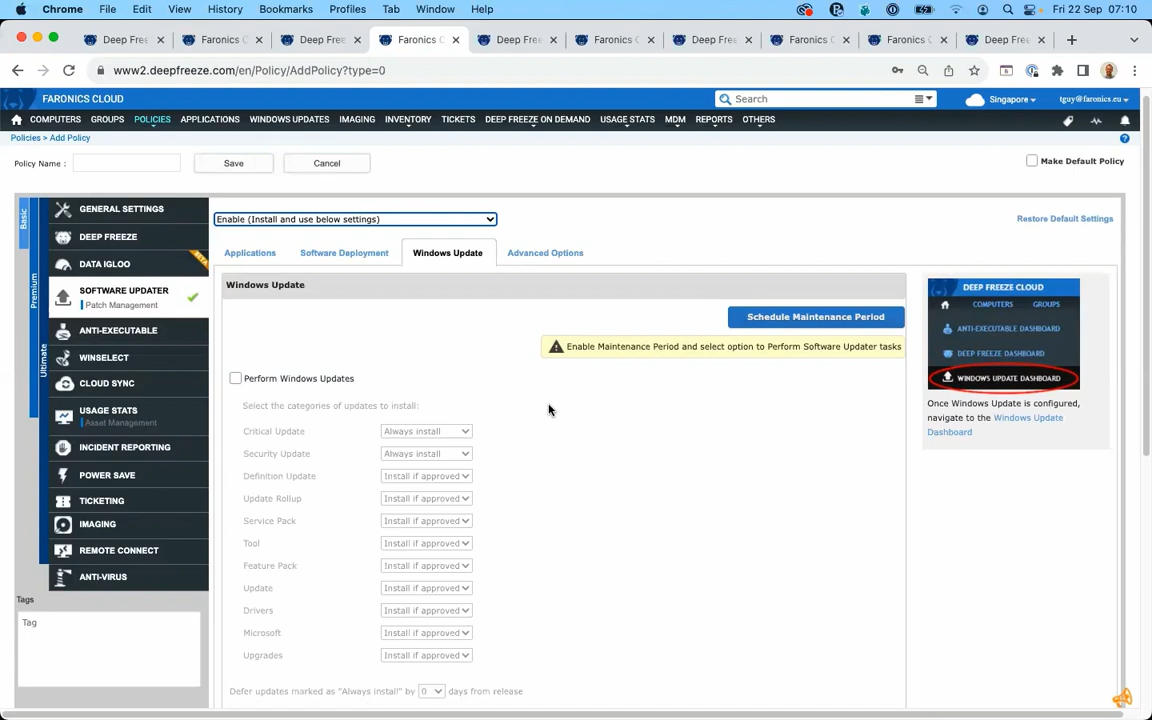 Chrome File Edit View History Bookmarks Profiles Tab Window Help Fri 22 Sep 07:10
Deep Free Faronics C Deep Free Faronics C Deep Free Faronics C Deep Free Faronics C Faronics C Deep Free
www2.deepfreeze.com/en/Policy/AddPolicy?type=0
FARONICS CLOUD Search Singapore tguy@faronics.eu
COMPUTERS GROUPS POLICIES APPLICATIONS WINDOWS UPDATES IMAGING INVENTORY TICKETS DEEP FREEZE ON DEMAND USAGE STATS MDM REPORTS OTHERS
Policies > Add Policy
Policy Name : Save Cancel Make Default Policy
Basic
Premium
Ultimate
GENERAL SETTINGS
DEEP FREEZE
DATA IGLOO
BETA
SOFTWARE UPDATER
Patch Management
ANTI-EXECUTABLE
WINSELECT
CLOUD SYNC
USAGE STATS
Asset Management
INCIDENT REPORTING
POWER SAVE
TICKETING
IMAGING
REMOTE CONNECT
ANTI-VIRUS
Tags
Tag
Enable (Install and use below settings) Restore Default Settings
Applications Software Deployment Windows Update Advanced Options
Windows Update
Schedule Maintenance Period
Enable Maintenance Period and select option to Perform Software Updater tasks
Perform Windows Updates
Select the categories of updates to install:
Critical Update Always install
Security Update Always install
Definition Update Install if approved
Update Rollup Install if approved
Service Pack Install if approved
Tool Install if approved
Feature Pack Install if approved
Update Install if approved
Drivers Install if approved
Microsoft Install if approved
Upgrades Install if approved
Defer updates marked as "Always install" by 0 days from release
DEEP FREEZE CLOUD
COMPUTERS GROUPS
ANTI-EXECUTABLE DASHBOARD
DEEP FREEZE DASHBOARD
WINDOWS UPDATE DASHBOARD
Once Windows Update is configured,
navigate to the Windows Update
Dashboard